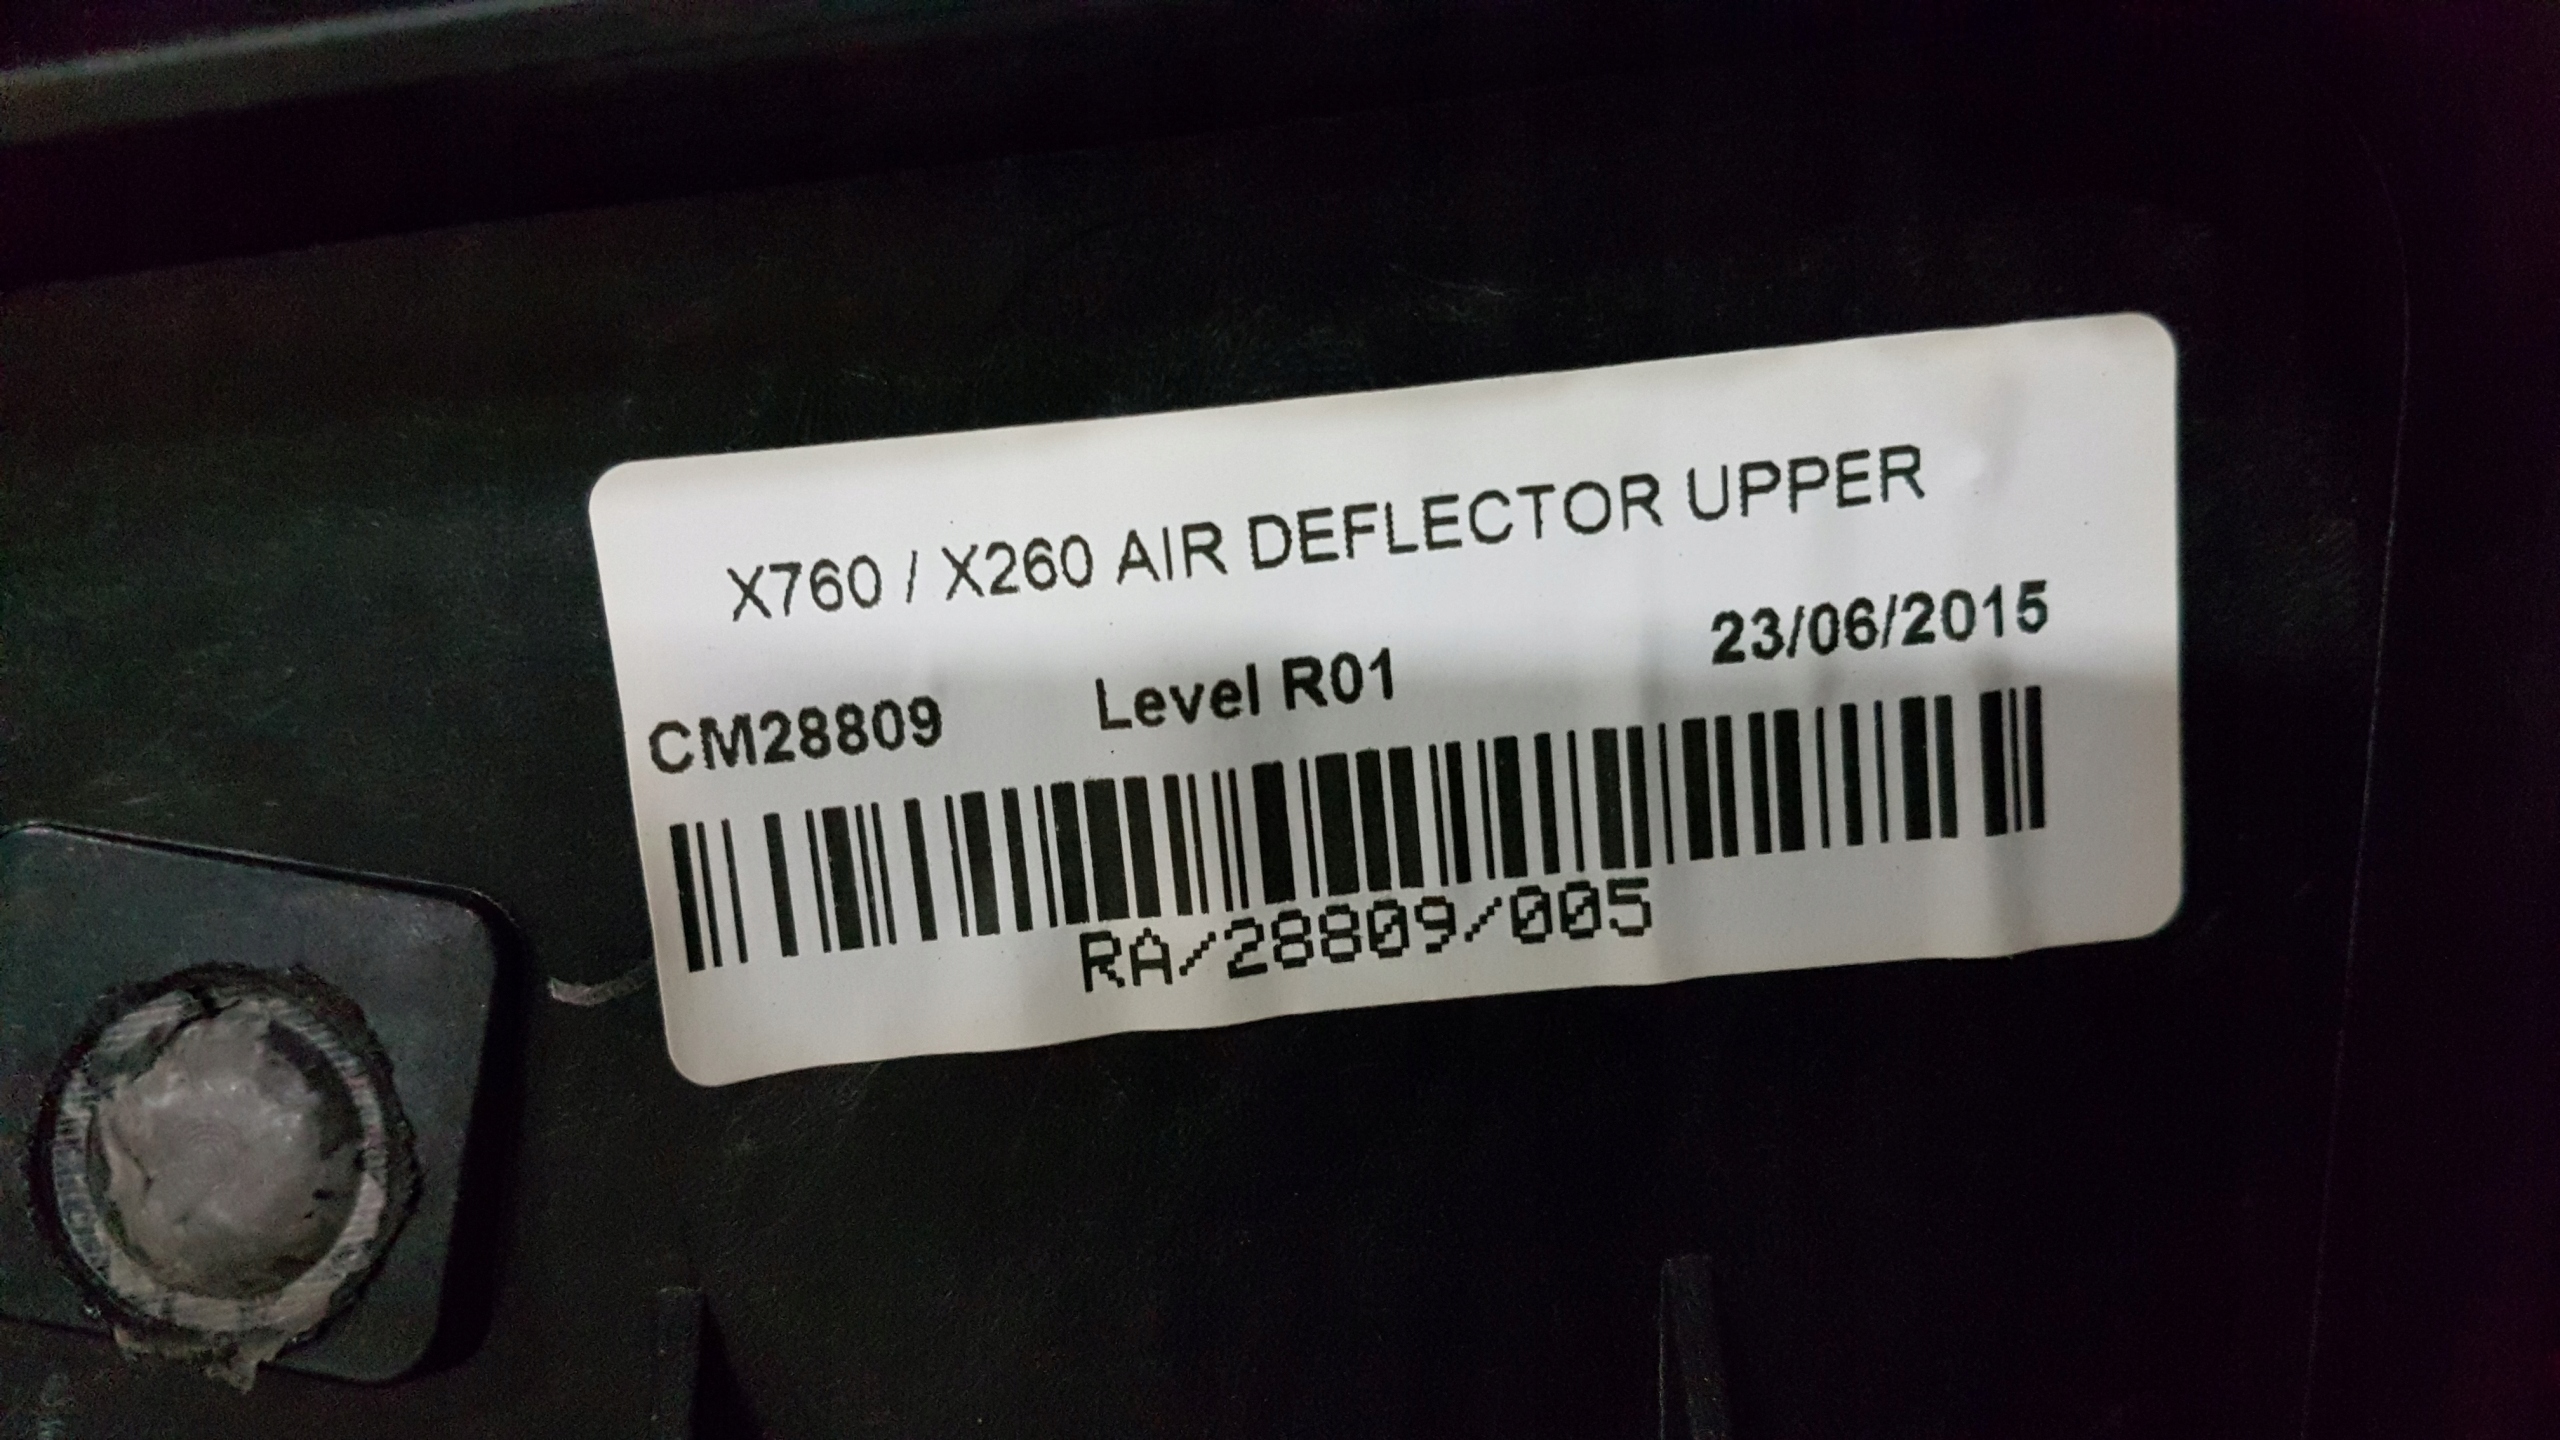 X760 / X260 AIR DEFLECTOR UPPER
CM28809 Level R01 23/06/2015
RA/28809/005